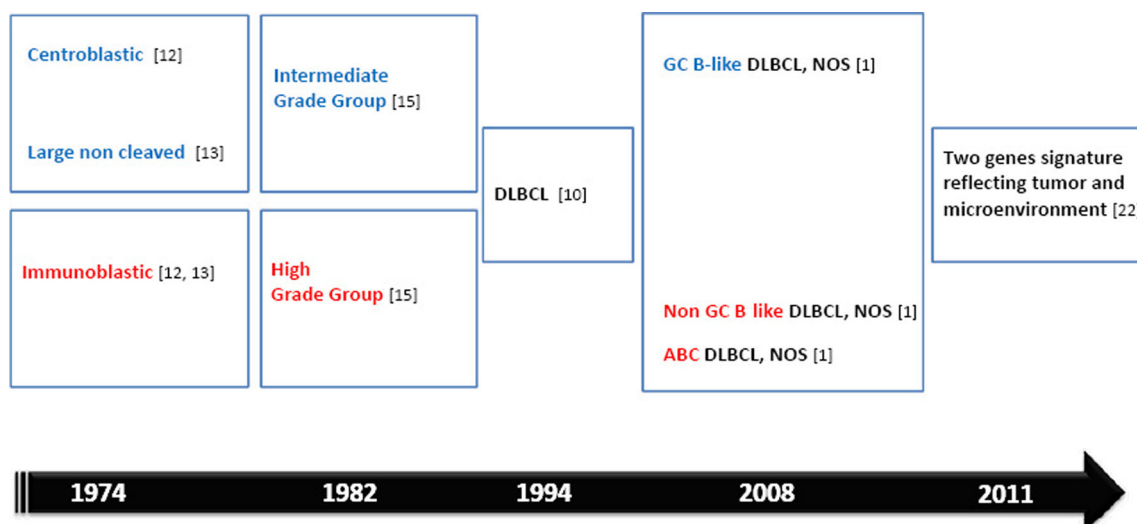 Centroblastic [12]
Large non cleaved [13]
Immunoblastic [12, 13]
Intermediate
Grade Group [15]
High
Grade Group [15]
DLBCL [10]
GC B-like DLBCL, NOS [1]
Non GC B like DLBCL, NOS [1]
ABC DLBCL, NOS [1]
Two genes signature
reflecting tumor and
microenvironment [22]
1974
1982
1994
2008
2011